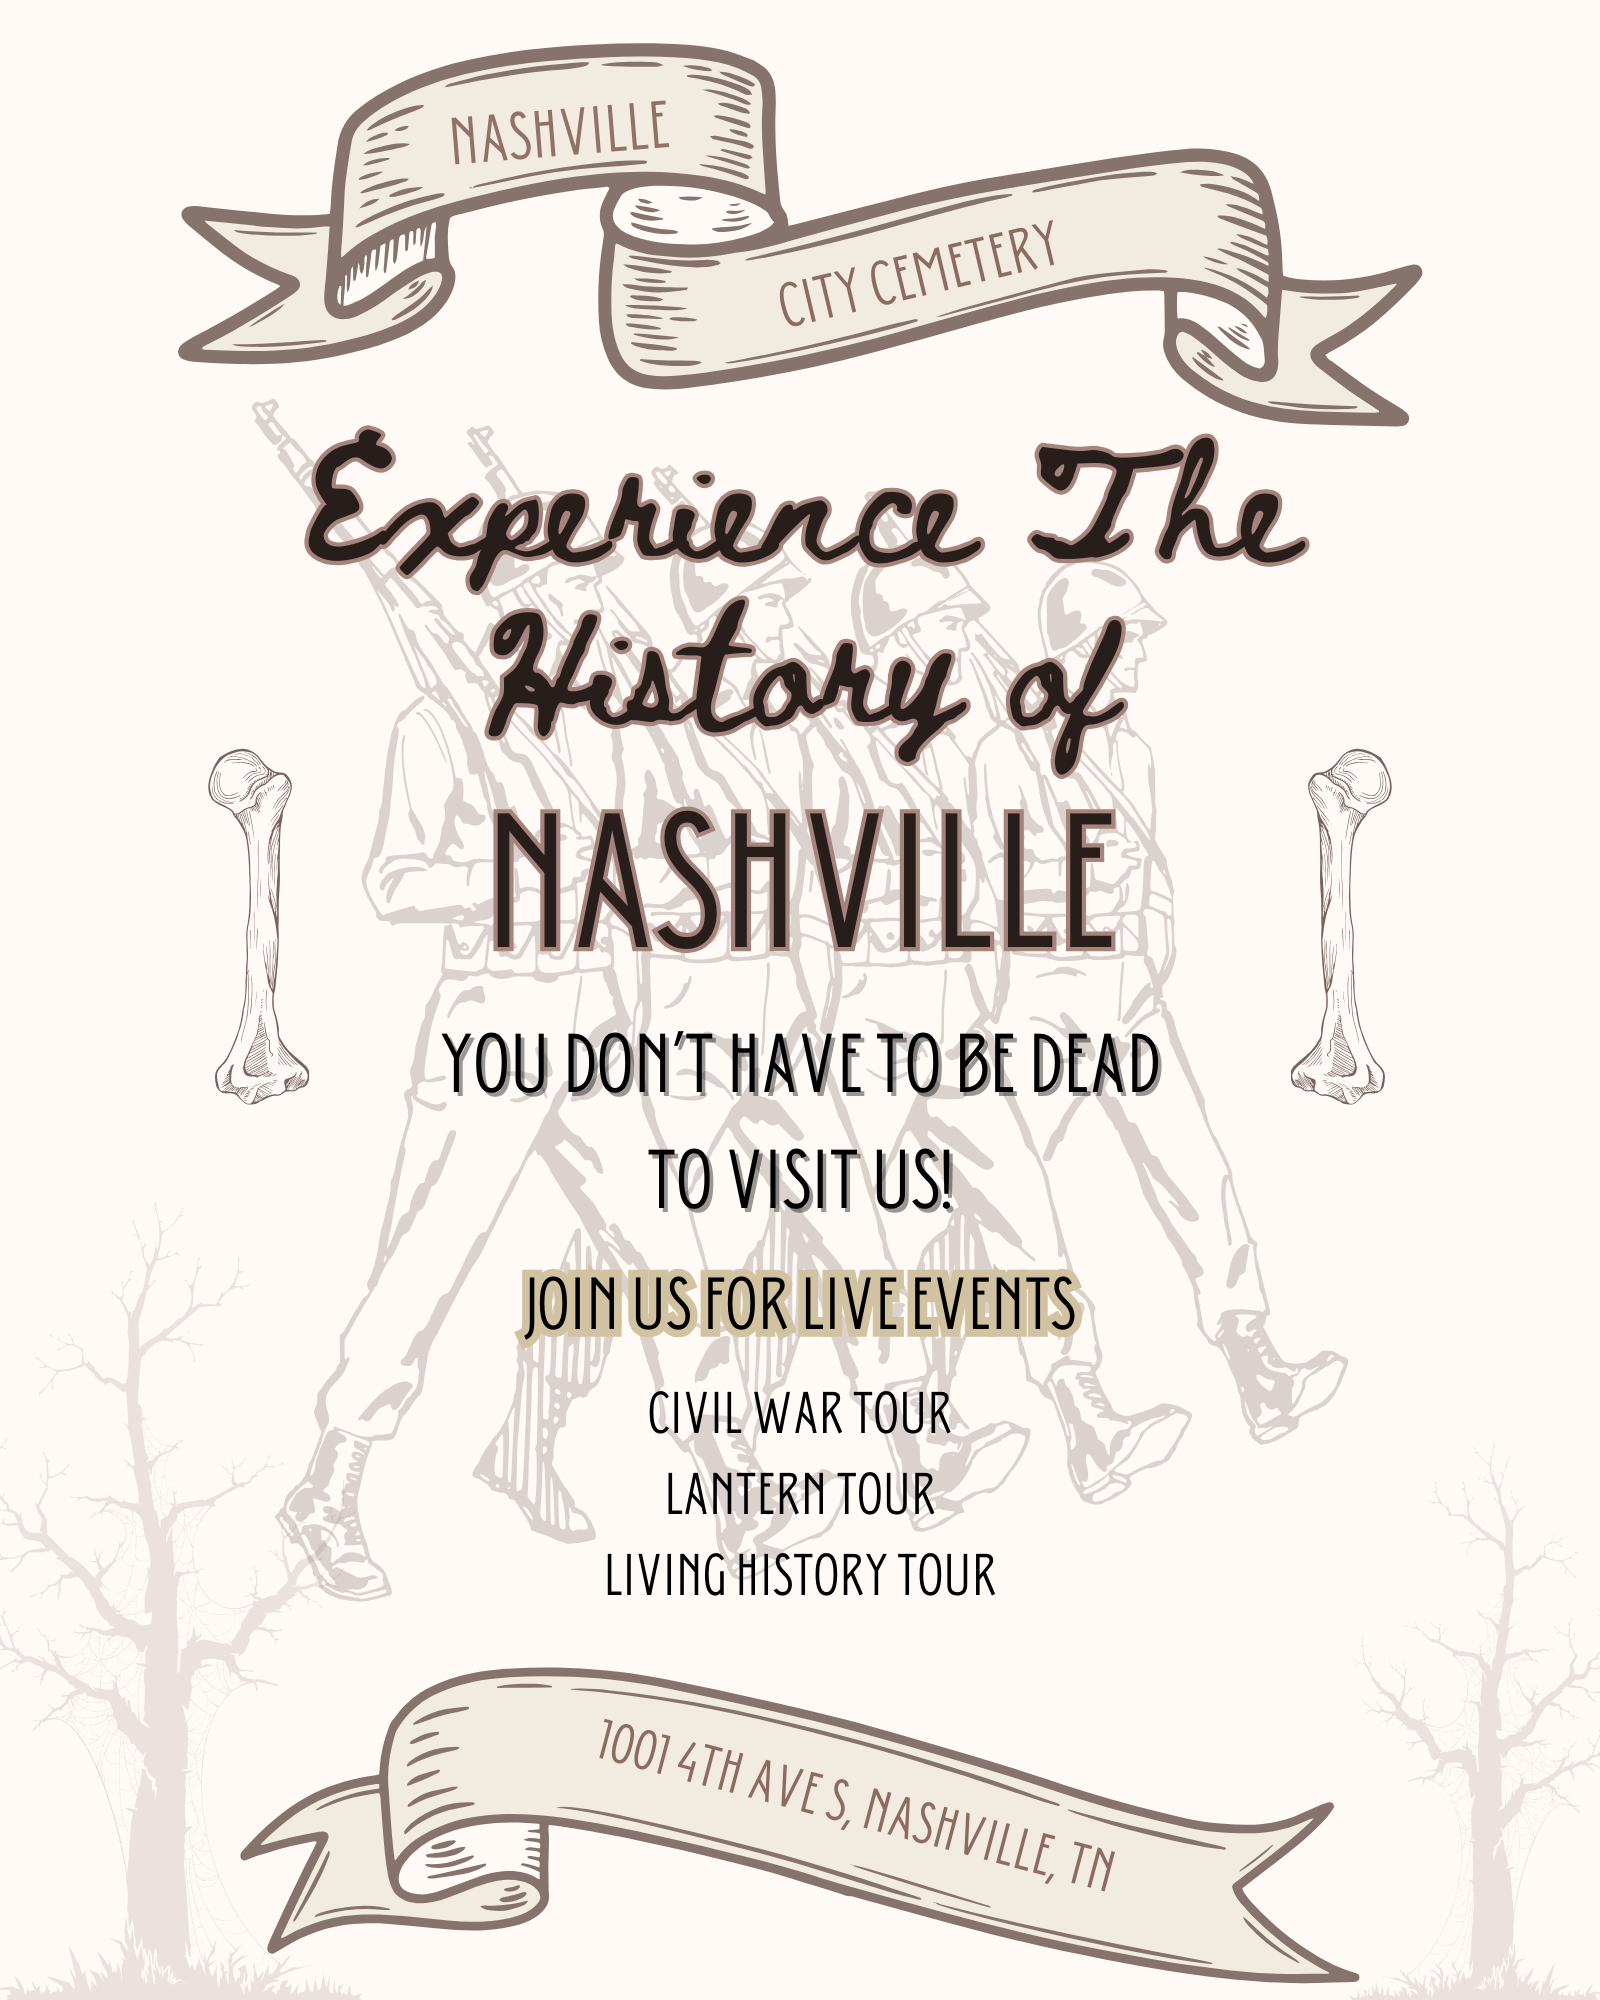 NASHVILLE
CITY CEMETERY
Experience The
History of
NASHVILLE
YOU DON'T HAVE TO BE DEAD
TO VISIT US!
JOIN US FOR LIVE EVENTS
CIVIL WAR TOUR
LANTERN TOUR
LIVING HISTORY TOUR
1001 4TH AVE S, NASHVILLE, TN